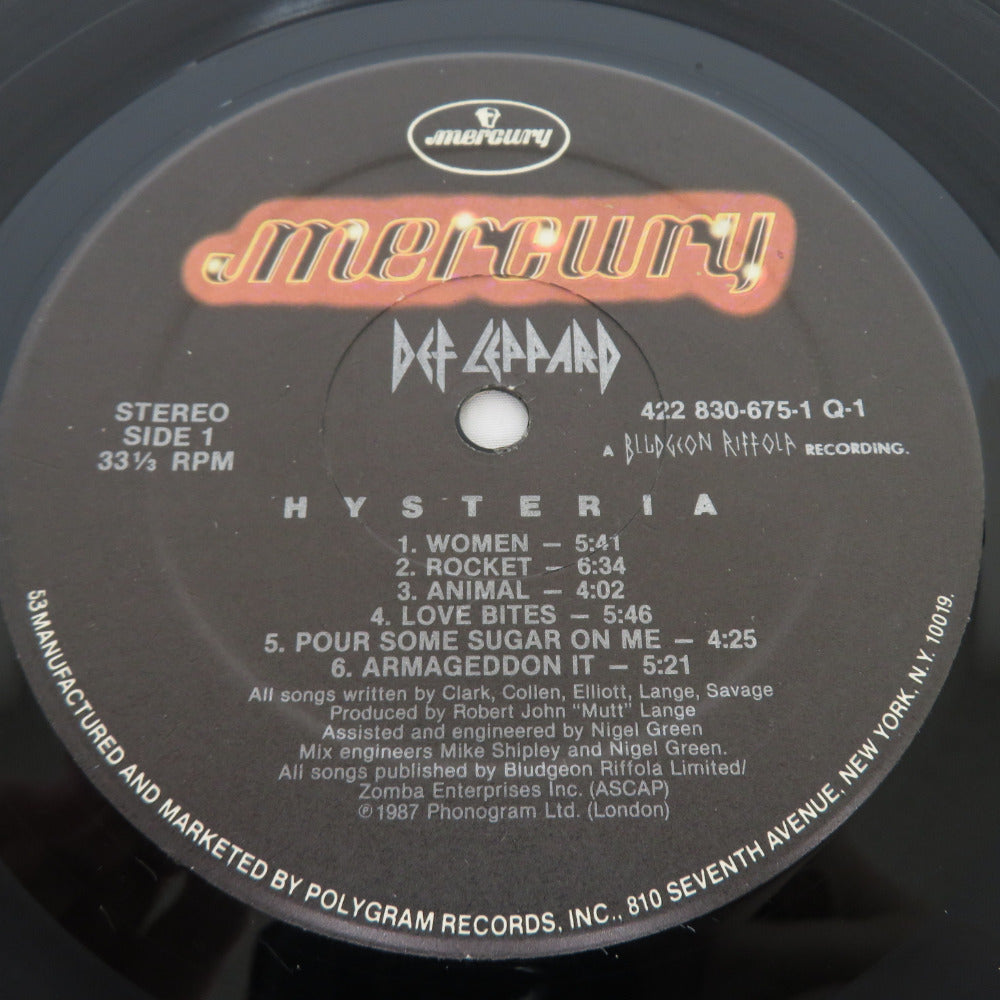 mercury
mercury
DEF LEPPARD
STEREO
SIDE 1
33 1/3 RPM
422 830-675-1 Q-1
A BLUDGEON RIFFOLA RECORDING.
HYSTERIA
1. WOMEN — 5:41
2. ROCKET — 6:34
3. ANIMAL — 4:02
4. LOVE BITES — 5:46
5. POUR SOME SUGAR ON ME — 4:25
6. ARMAGEDDON IT — 5:21
All songs written by Clark, Collen, Elliott, Lange, Savage
Produced by Robert John "Mutt" Lange
Assisted and engineered by Nigel Green
Mix engineers Mike Shipley and Nigel Green.
All songs published by Bludgeon Riffola Limited/
Zomba Enterprises Inc. (ASCAP)
℗ 1987 Phonogram Ltd. (London)
53 MANUFACTURED AND MARKETED BY POLYGRAM RECORDS, INC., 810 SEVENTH AVENUE, NEW YORK, N.Y. 10019.